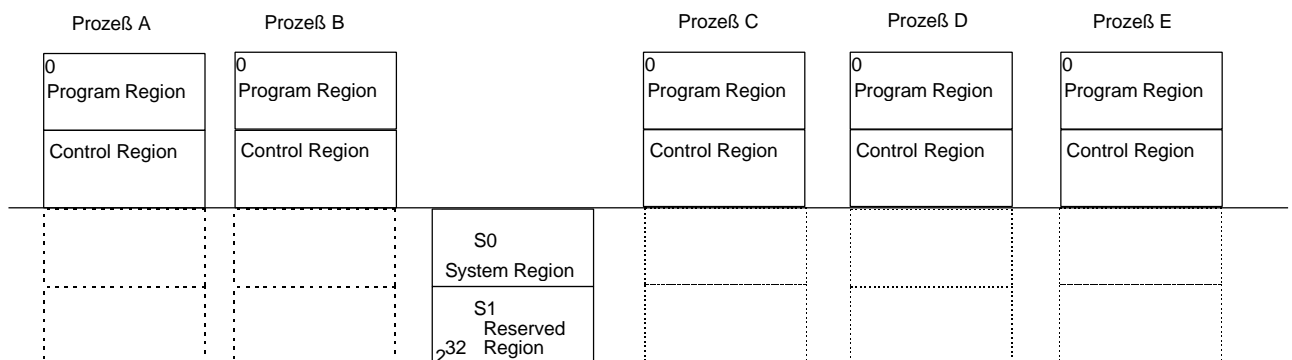 Prozeß A
Prozeß B
Prozeß C
Prozeß D
Prozeß E
0
Program Region
0
Program Region
0
Program Region
0
Program Region
0
Program Region
Control Region
Control Region
Control Region
Control Region
Control Region
S0
System Region
S1
Reserved
2^32 Region